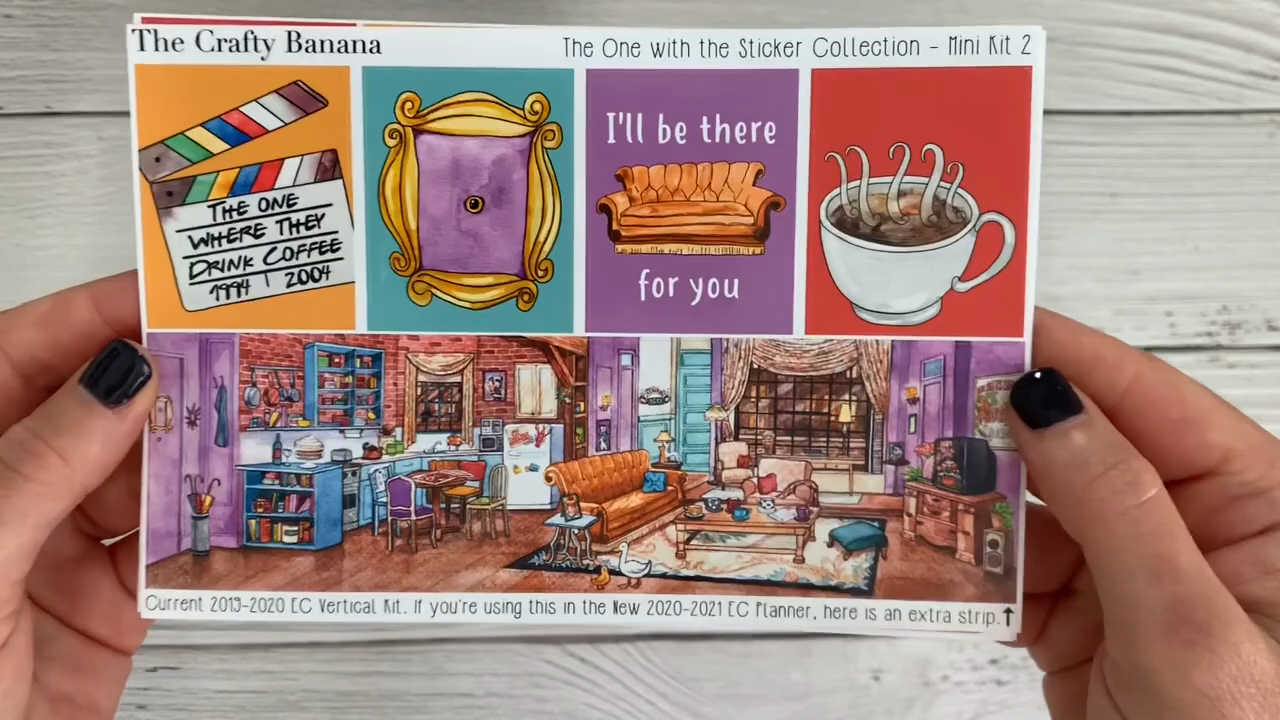 The Crafty Banana
The One with the Sticker Collection - Mini Kit 2
THE ONE
WHERE THEY
DRINK COFFEE
1994 | 2004
I'll be there
for you
Current 2019-2020 EC Vertical Kit. If you're using this in the New 2020-2021 EC Planner, here is an extra strip.↑